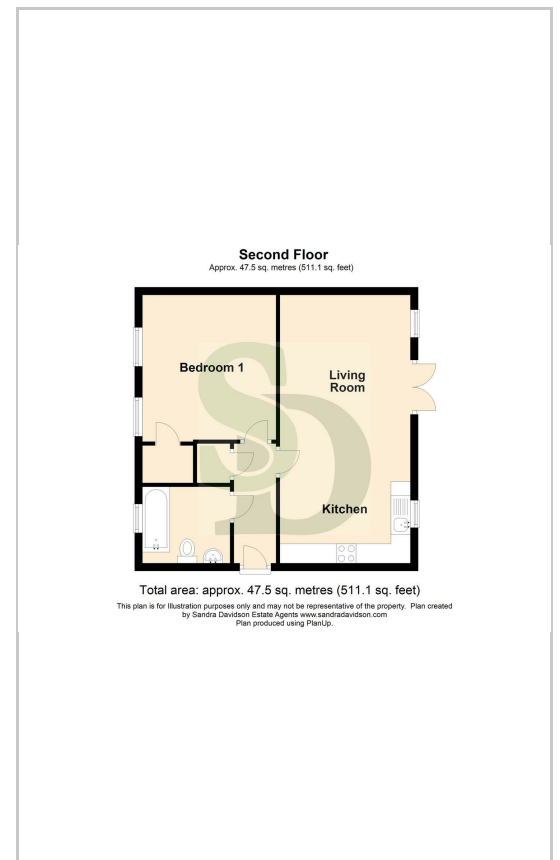 Second Floor
Approx. 47.5 sq. metres (511.1 sq. feet)
Bedroom 1
Living
Room
Kitchen
SD
Total area: approx. 47.5 sq. metres (511.1 sq. feet)
This plan is for Illustration purposes only and may not be representative of the property. Plan created
by Sandra Davidson Estate Agents www.sandradavidson.com
Plan produced using PlanUp.